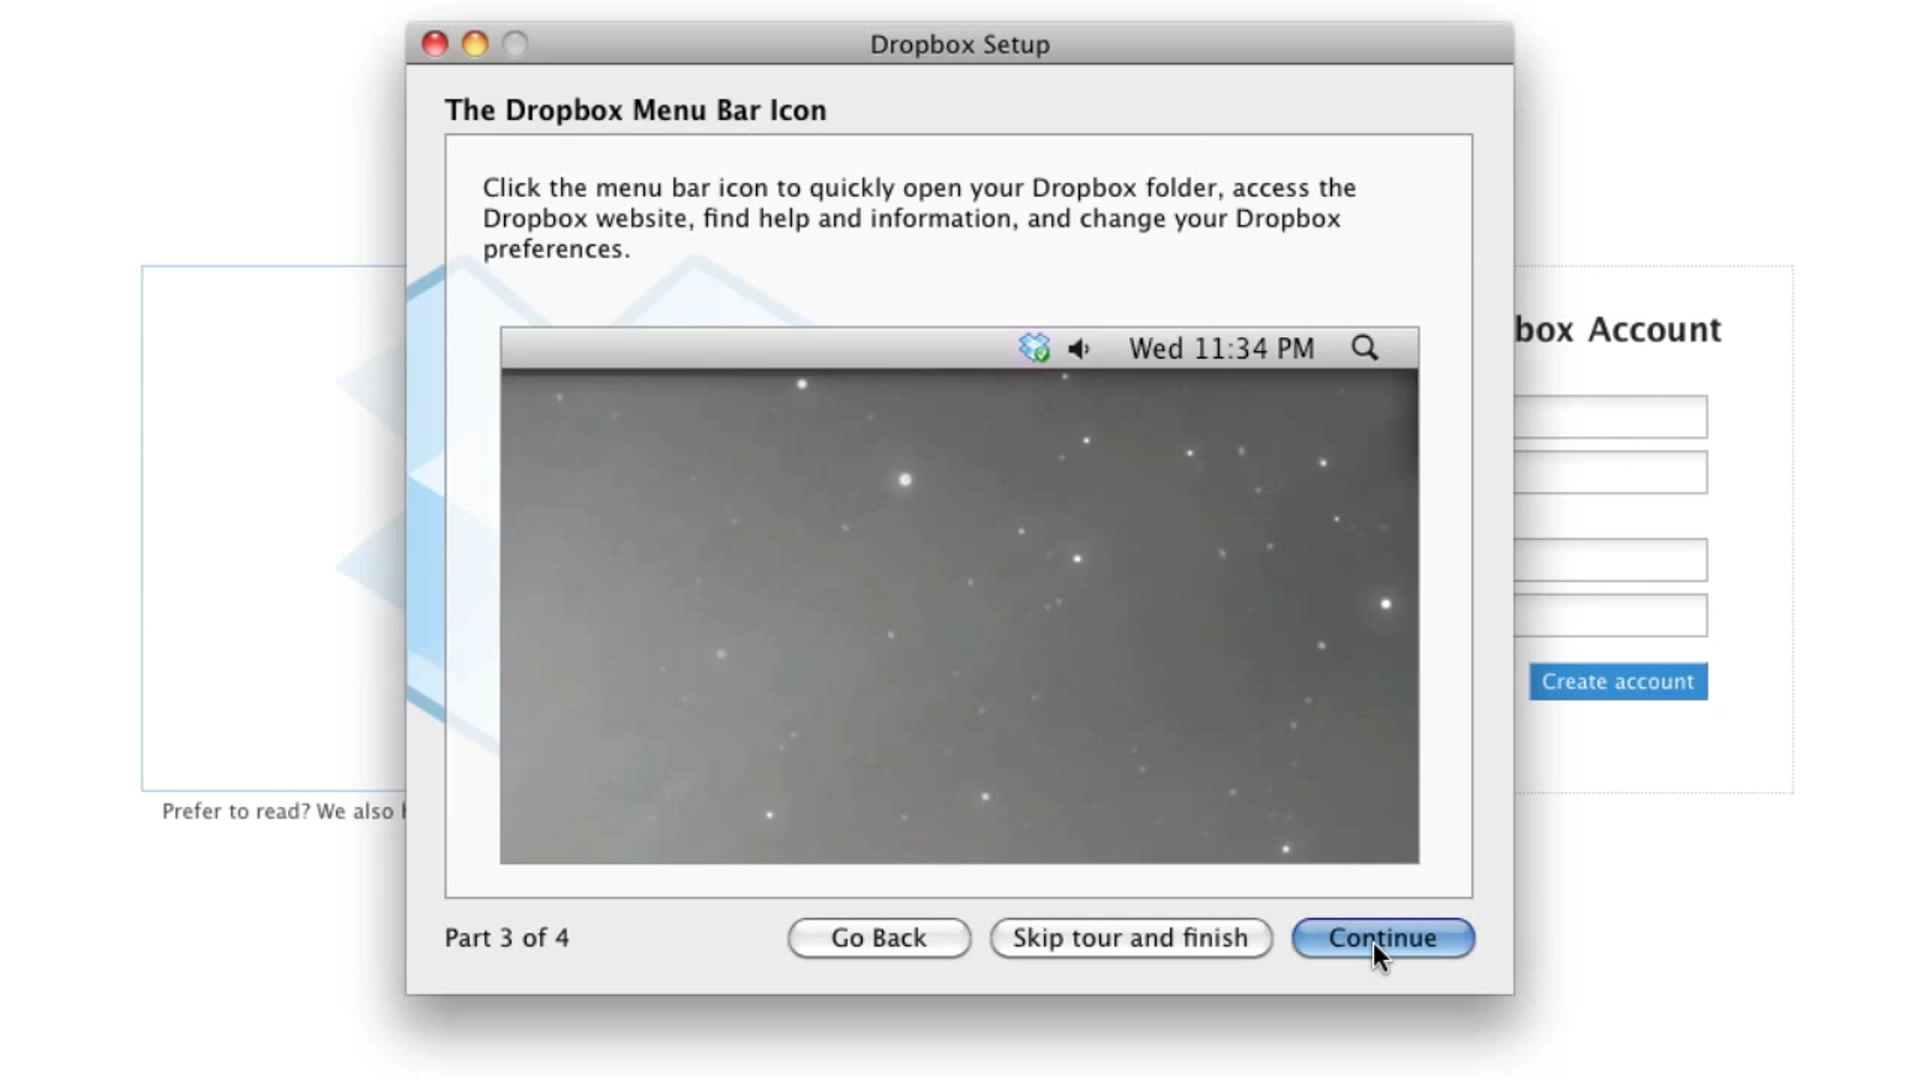 Dropbox Setup
The Dropbox Menu Bar Icon
Click the menu bar icon to quickly open your Dropbox folder, access the
Dropbox website, find help and information, and change your Dropbox
preferences.
Wed 11:34 PM
box Account
Create account
Prefer to read? We also
Part 3 of 4
Go Back
Skip tour and finish
Continue